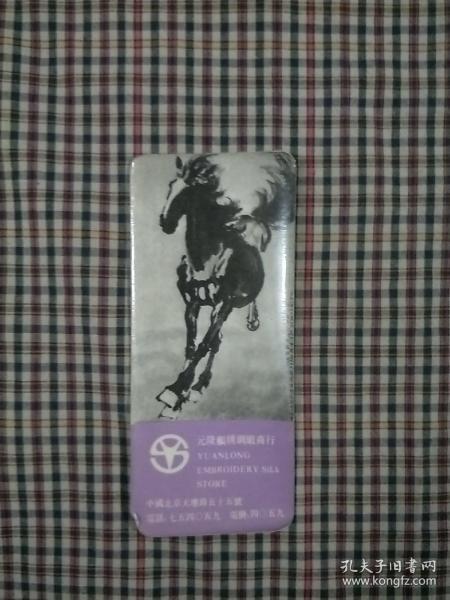 元隆顧綉綢緞商行
YUANLONG
EMBROIDERY SILK
STORE
中國北京天壇路五十五號
電話:七五四〇五九 電掛:四〇五九
孔夫子旧书网
www.kongfz.com